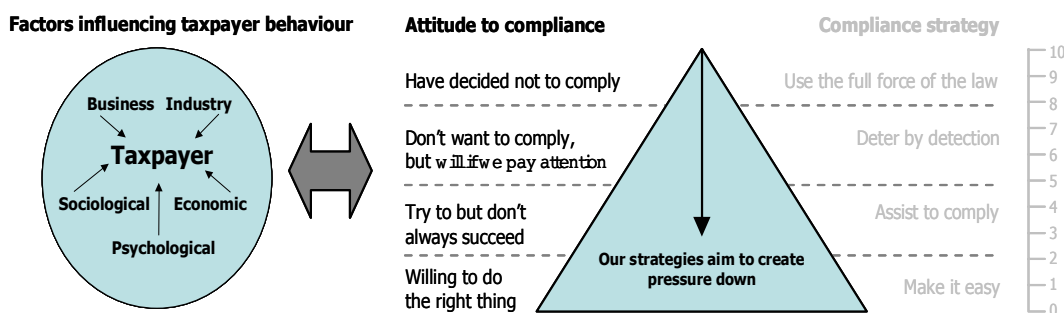 Factors influencing taxpayer behaviour
Business Industry
Taxpayer
Sociological Economic
Psychological
Attitude to compliance
Have decided not to comply
Don't want to comply,
but will if we pay attention
Try to but don't
always succeed
Willing to do
the right thing
Our strategies aim to create
pressure down
Compliance strategy
Use the full force of the law
Deter by detection
Assist to comply
Make it easy
10
9
8
7
6
5
4
3
2
1
0